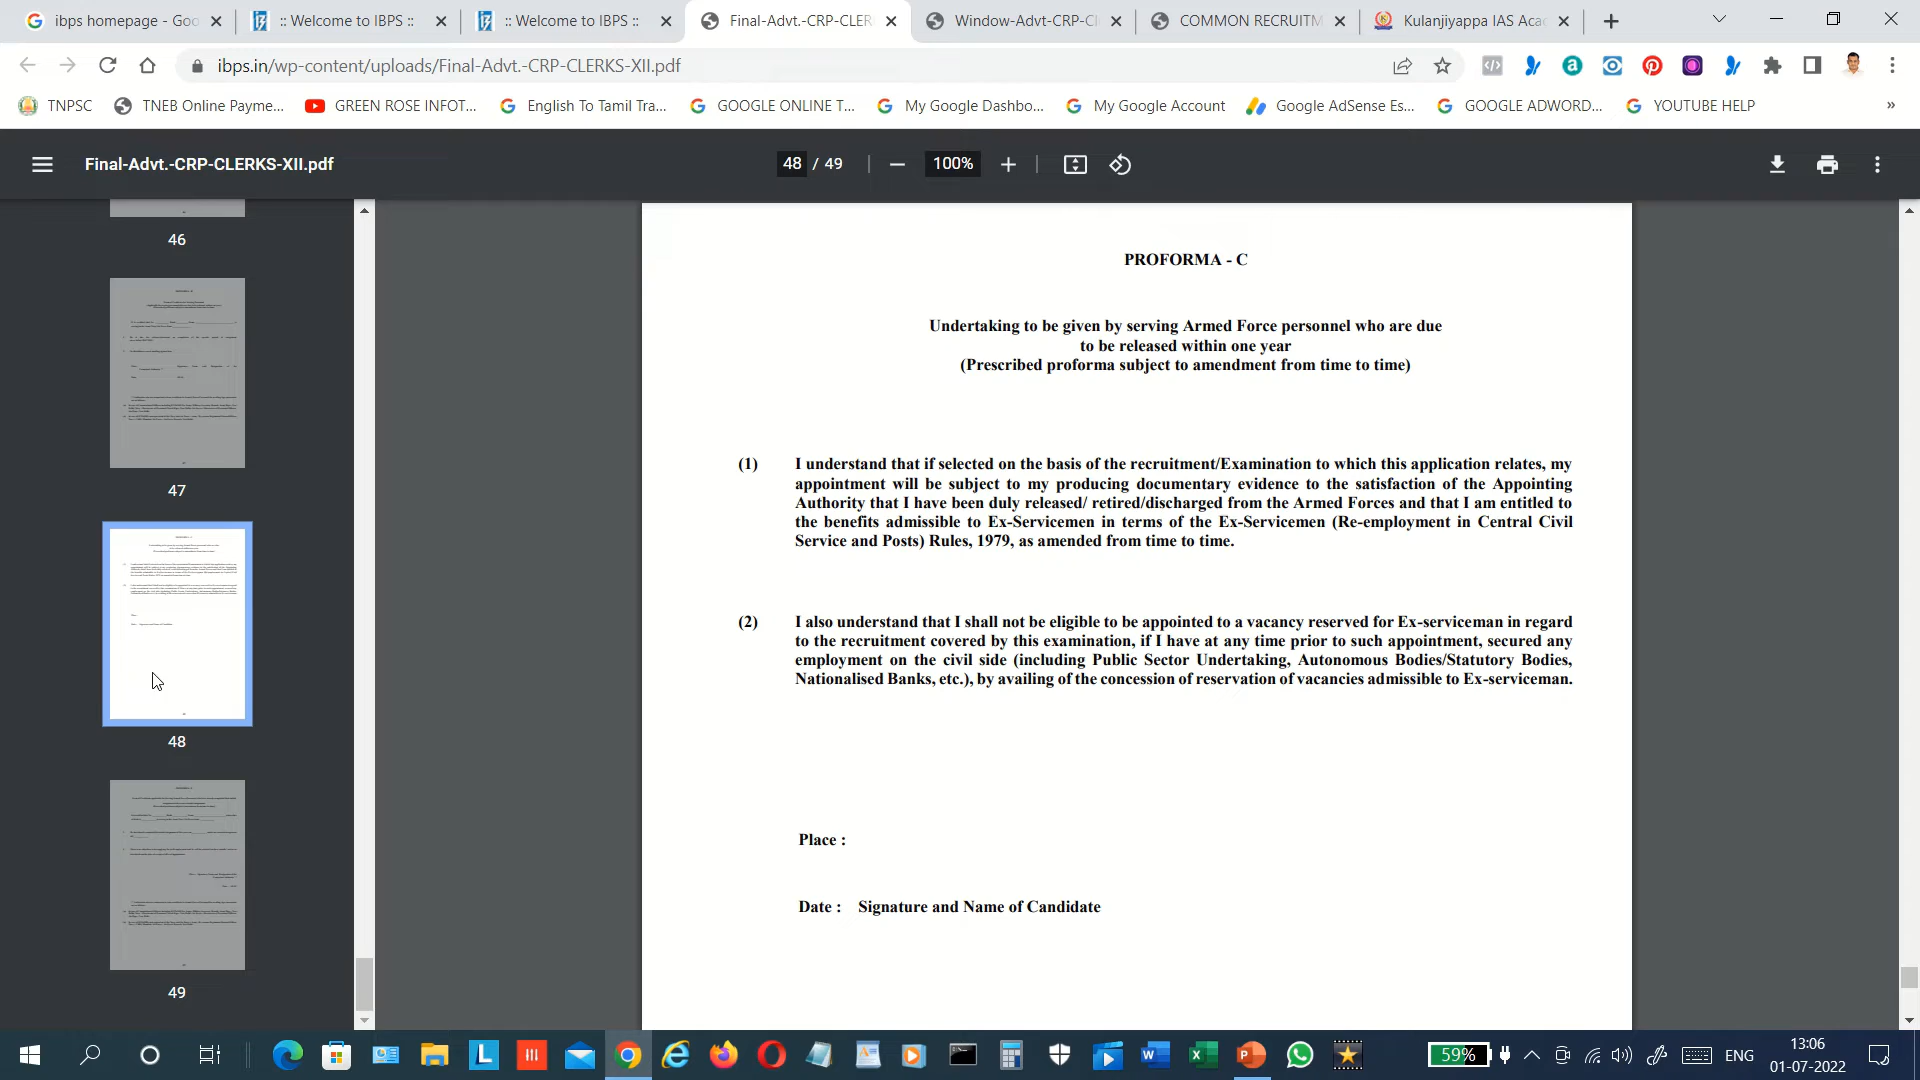 ibps homepage - Goo
:: Welcome to IBPS ::
:: Welcome to IBPS ::
Final-Advt.-CRP-CLER
Window-Advt-CRP-Cl
COMMON RECRUITM
Kulanjiyappa IAS Aca
ibps.in/wp-content/uploads/Final-Advt.-CRP-CLERKS-XII.pdf
TNPSC
TNEB Online Payme...
GREEN ROSE INFOT...
English To Tamil Tra...
GOOGLE ONLINE T...
My Google Dashbo...
My Google Account
Google AdSense Es...
GOOGLE ADWORD...
YOUTUBE HELP
»
Final-Advt.-CRP-CLERKS-XII.pdf
48 / 49
100%
46
47
48
49
PROFORMA - C
Undertaking to be given by serving Armed Force personnel who are due
to be released within one year
(Prescribed proforma subject to amendment from time to time)
(1) I understand that if selected on the basis of the recruitment/Examination to which this application relates, my
appointment will be subject to my producing documentary evidence to the satisfaction of the Appointing
Authority that I have been duly released/ retired/discharged from the Armed Forces and that I am entitled to
the benefits admissible to Ex-Servicemen in terms of the Ex-Servicemen (Re-employment in Central Civil
Service and Posts) Rules, 1979, as amended from time to time.
(2) I also understand that I shall not be eligible to be appointed to a vacancy reserved for Ex-serviceman in regard
to the recruitment covered by this examination, if I have at any time prior to such appointment, secured any
employment on the civil side (including Public Sector Undertaking, Autonomous Bodies/Statutory Bodies,
Nationalised Banks, etc.), by availing of the concession of reservation of vacancies admissible to Ex-serviceman.
Place :
Date : Signature and Name of Candidate
59%
ENG
13:06
01-07-2022